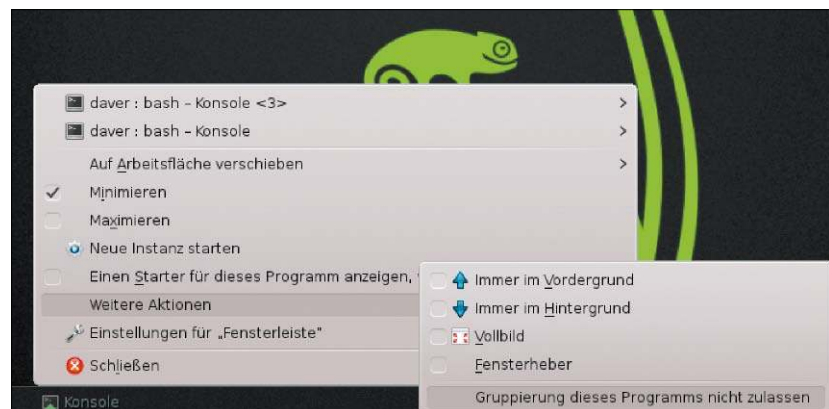 daver : bash – Konsole <3>
daver : bash – Konsole
Auf Arbeitsfläche verschieben
Minimieren
Maximieren
Neue Instanz starten
Einen Starter für dieses Programm anzeigen,
Weitere Aktionen
Einstellungen für „Fensterleiste“
Schließen
Immer im Vordergrund
Immer im Hintergrund
Vollbild
Fensterheber
Gruppierung dieses Programms nicht zulassen
Konsole